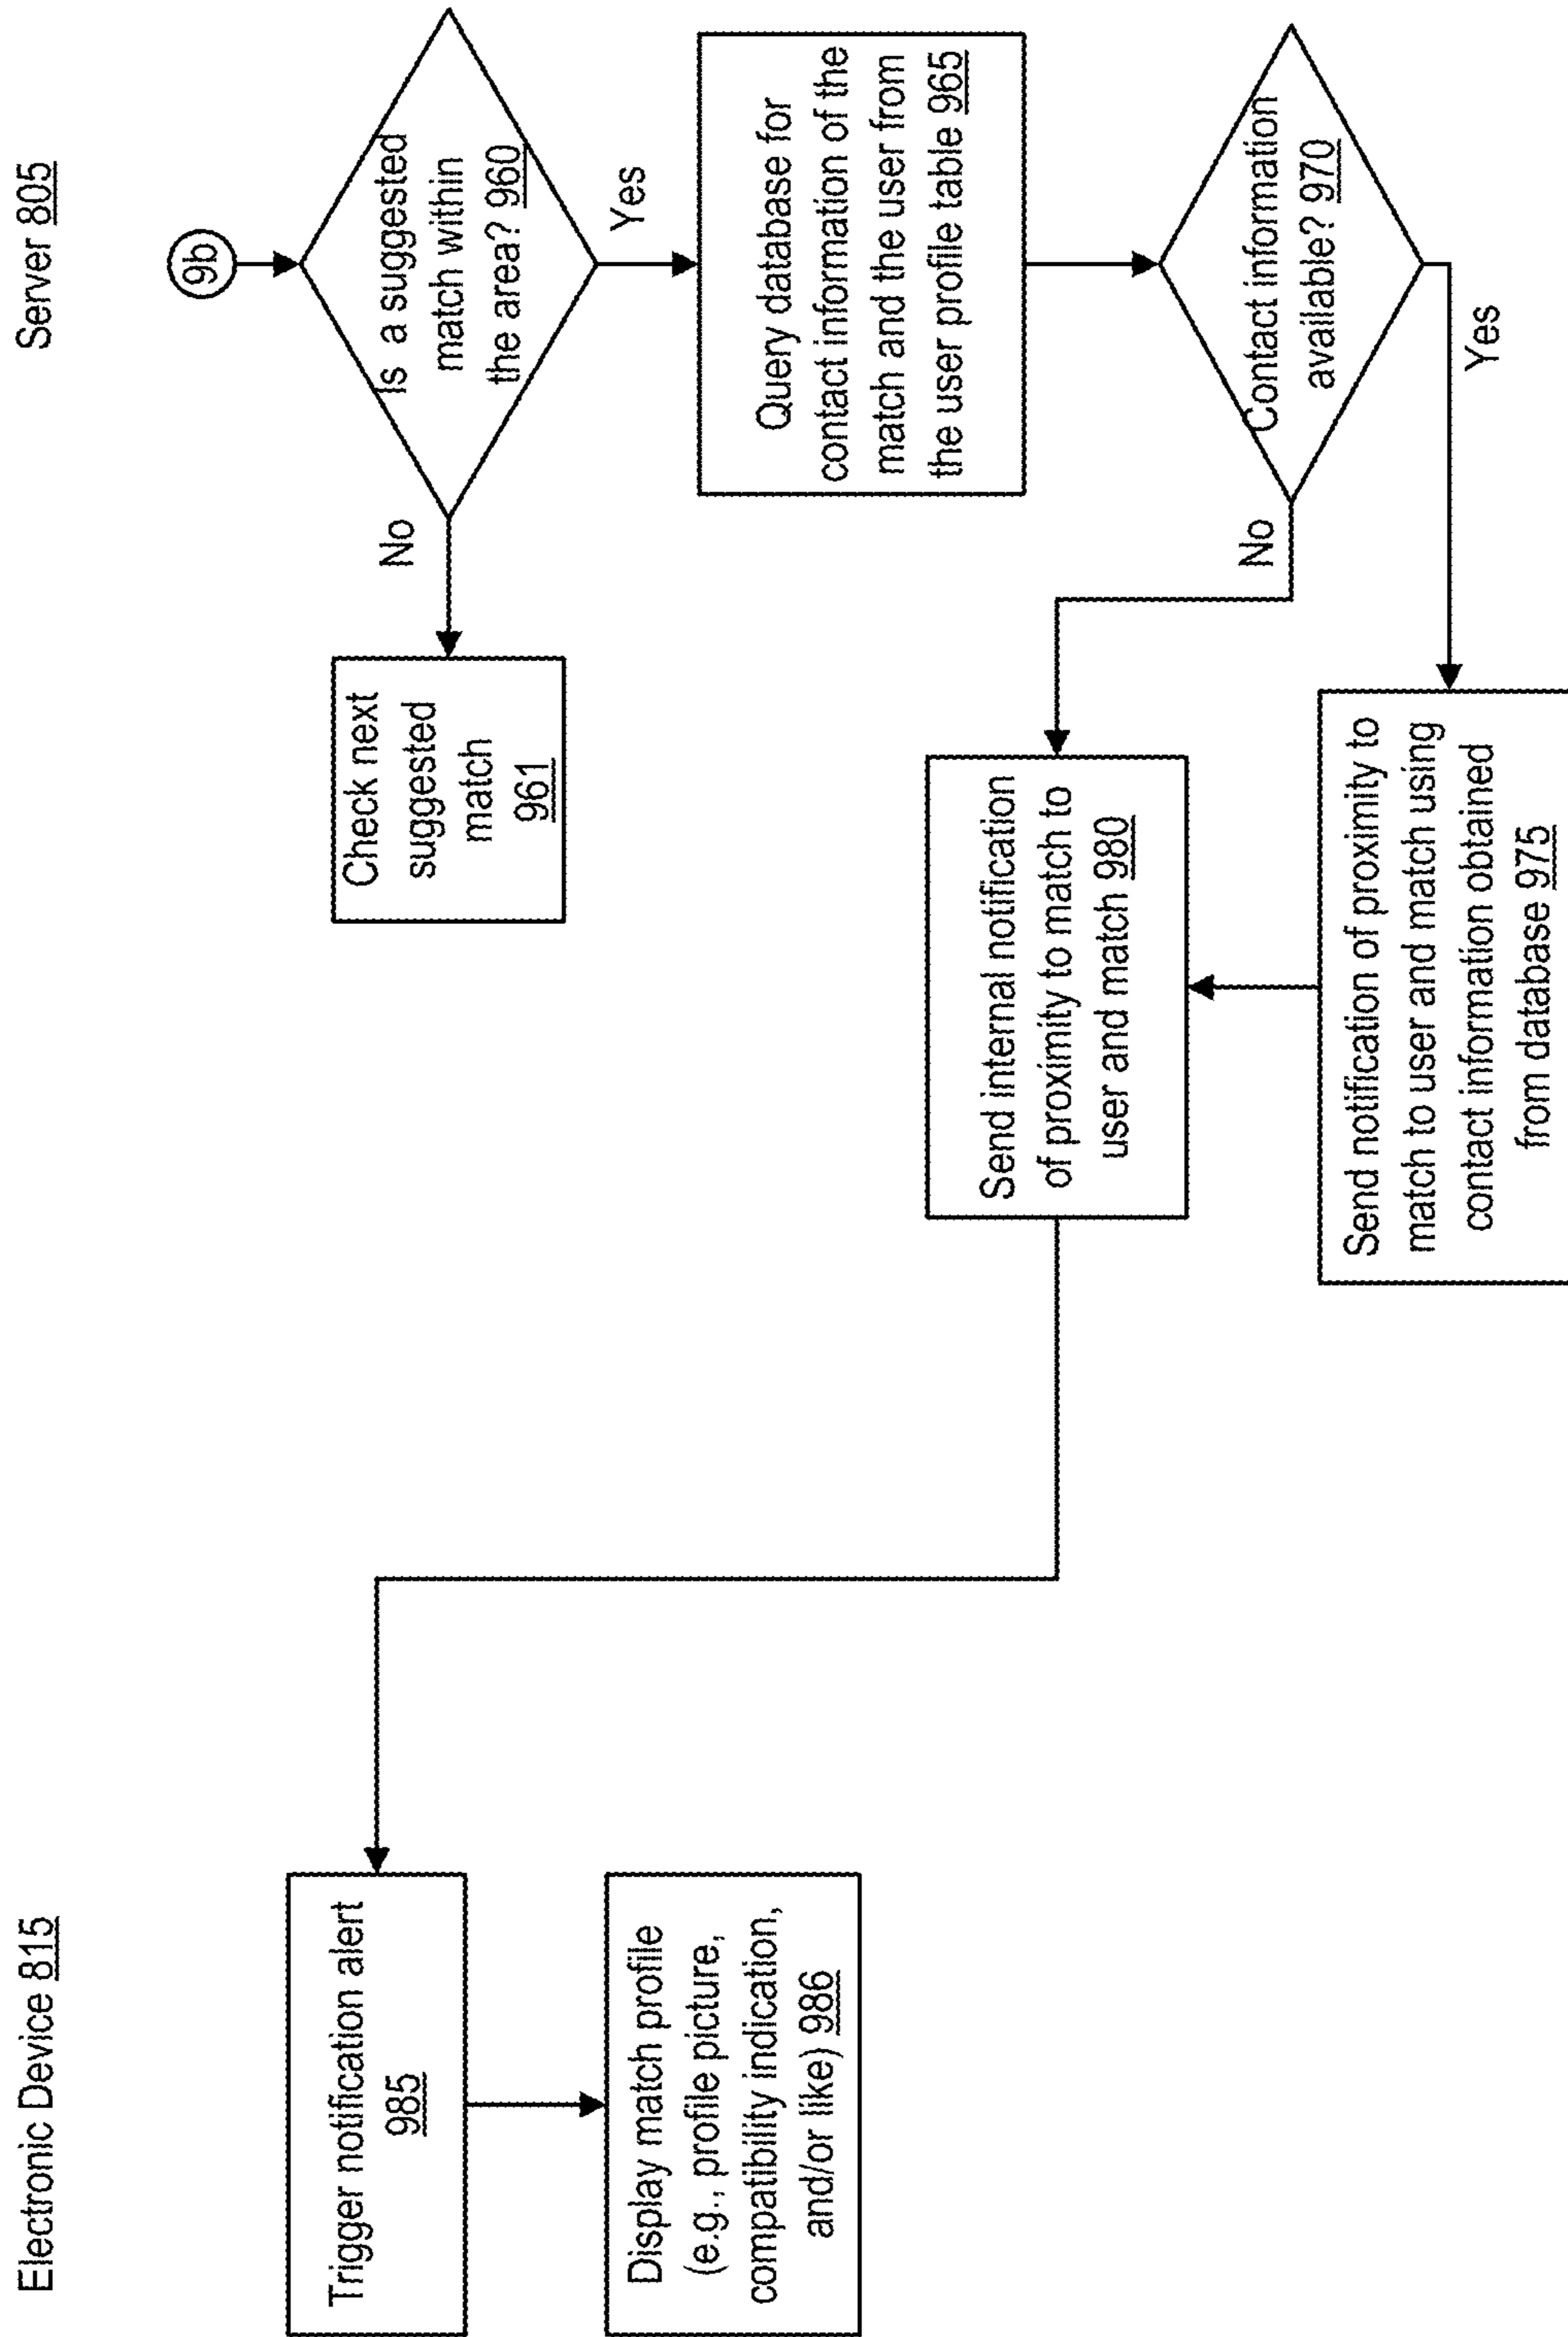 Electronic Device 815
Server 805
9b
Is a suggested
match within
the area? 960
No
Yes
Check next
suggested
match
961
Query database for
contact information of the
match and the user from
the user profile table 965
Contact information
available? 970
No
Yes
Send internal notification
of proximity to match to
user and match 980
Send notification of proximity to
match to user and match using
contact information obtained
from database 975
Trigger notification alert
985
Display match profile
(e.g., profile picture,
compatibility indication,
and/or like) 986